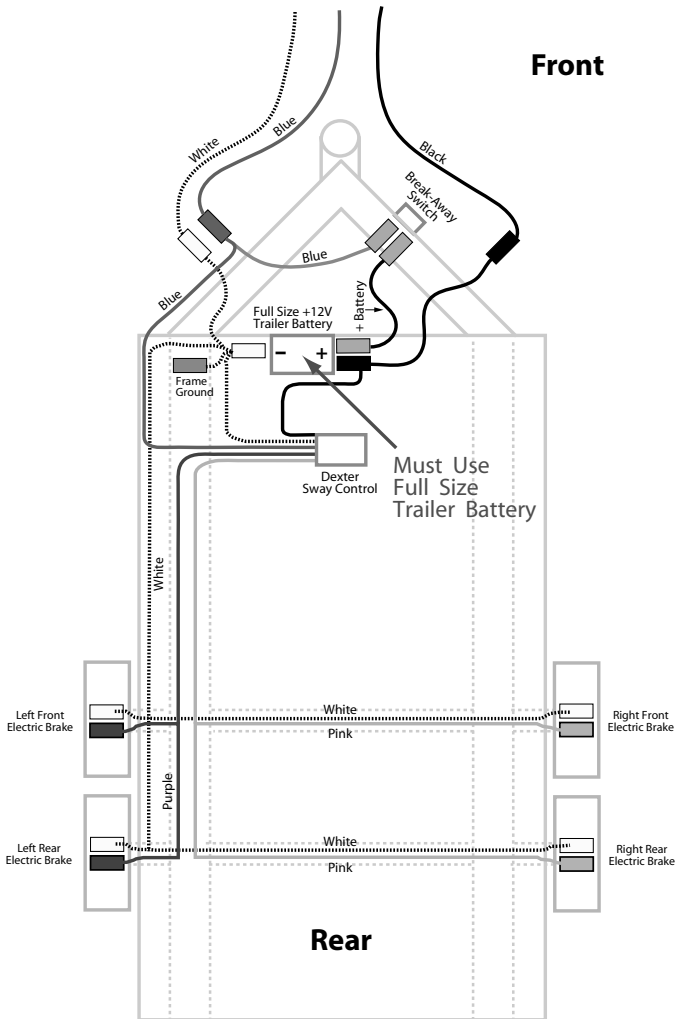 Front
White
Blue
Black
Break-Away
Switch
Blue
Blue
+ Battery
Full Size +12V
Trailer Battery
– +
Frame
Ground
Dexter
Sway Control
Must Use
Full Size
Trailer Battery
White
Left Front
Electric Brake
White
Pink
Right Front
Electric Brake
Purple
Left Rear
Electric Brake
White
Pink
Right Rear
Electric Brake
Rear